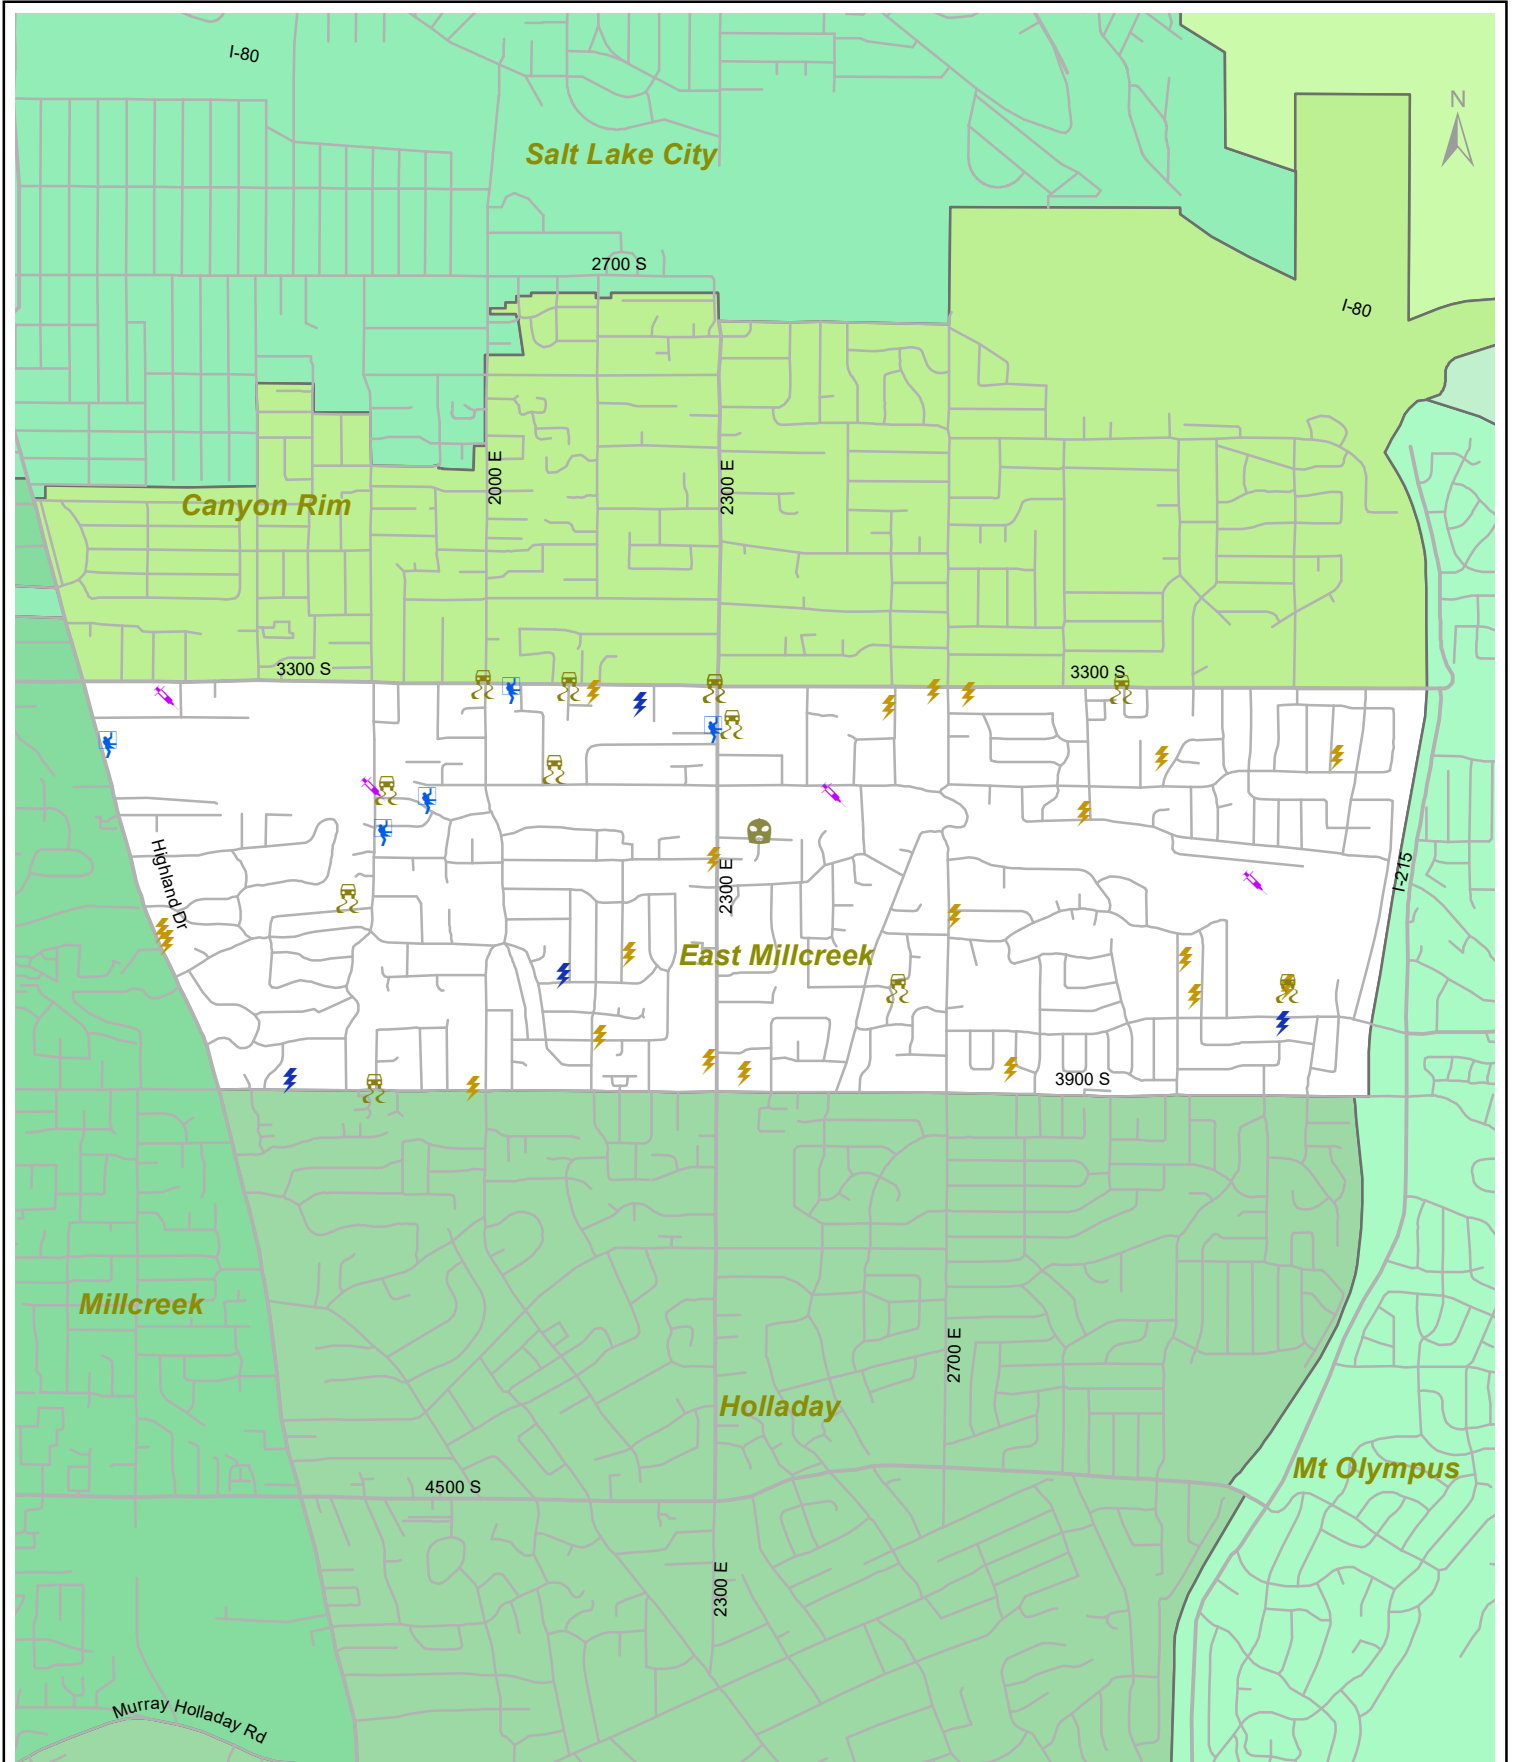 I-80
N
Salt Lake City
2700 S
I-80
2000 E
2300 E
Canyon Rim
3300 S
3300 S
Highland Dr
2300 E
I-215
East Millcreek
3900 S
Millcreek
2700 E
Holladay
Mt Olympus
4500 S
2300 E
Murray Holladay Rd